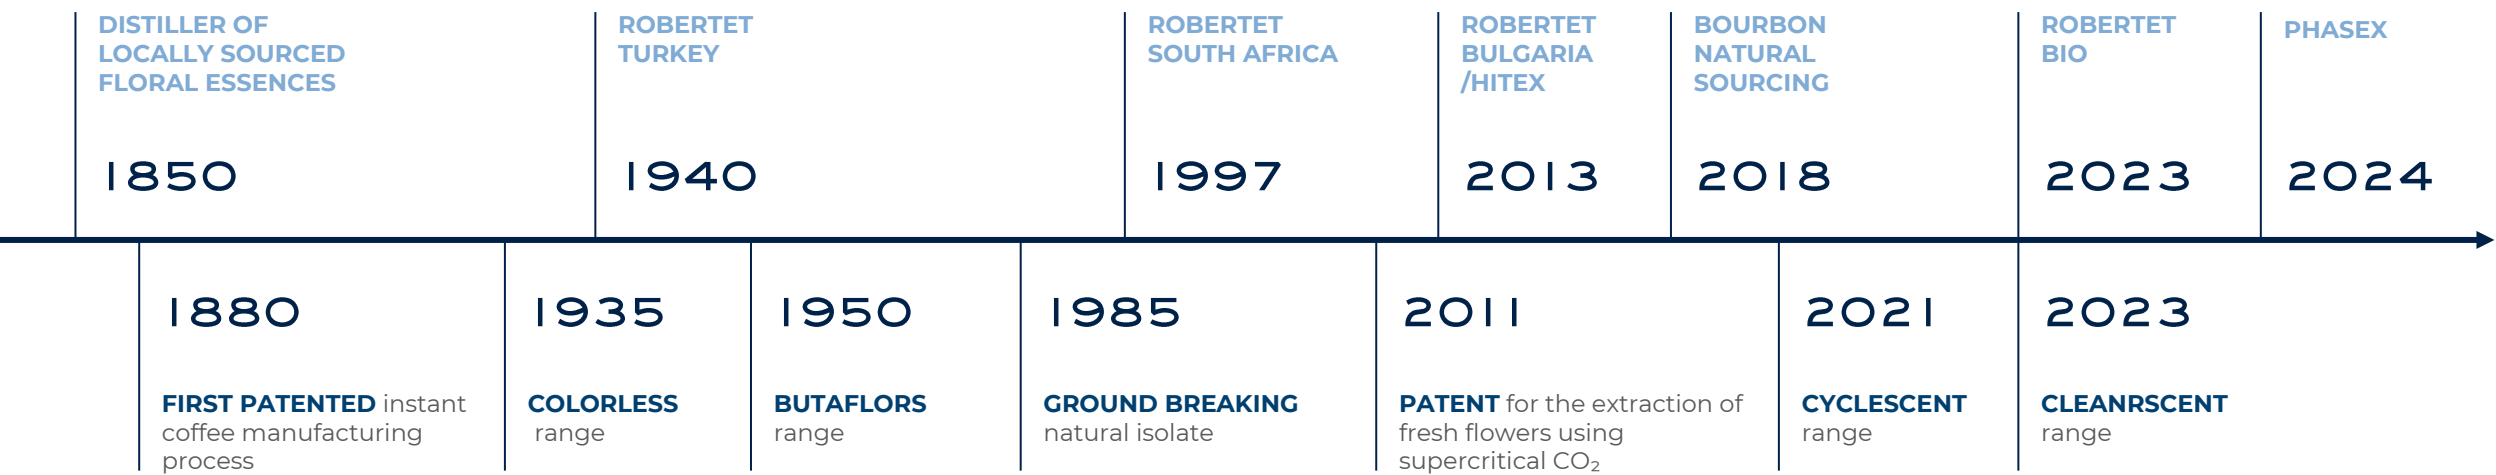 DISTILLER OF
LOCALLY SOURCED
FLORAL ESSENCES
1850
ROBERTET
TURKEY
1940
ROBERTET
SOUTH AFRICA
1997
ROBERTET
BULGARIA
/HITEX
2013
BOURBON
NATURAL
SOURCING
2018
ROBERTET
BIO
2023
PHASEX
2024
1880
FIRST PATENTED instant
coffee manufacturing
process
1935
COLORLESS
range
1950
BUTAFLORS
range
1985
GROUND BREAKING
natural isolate
2011
PATENT for the extraction of
fresh flowers using
supercritical CO₂
2021
CYCLESCENT
range
2023
CLEANRSCENT
range